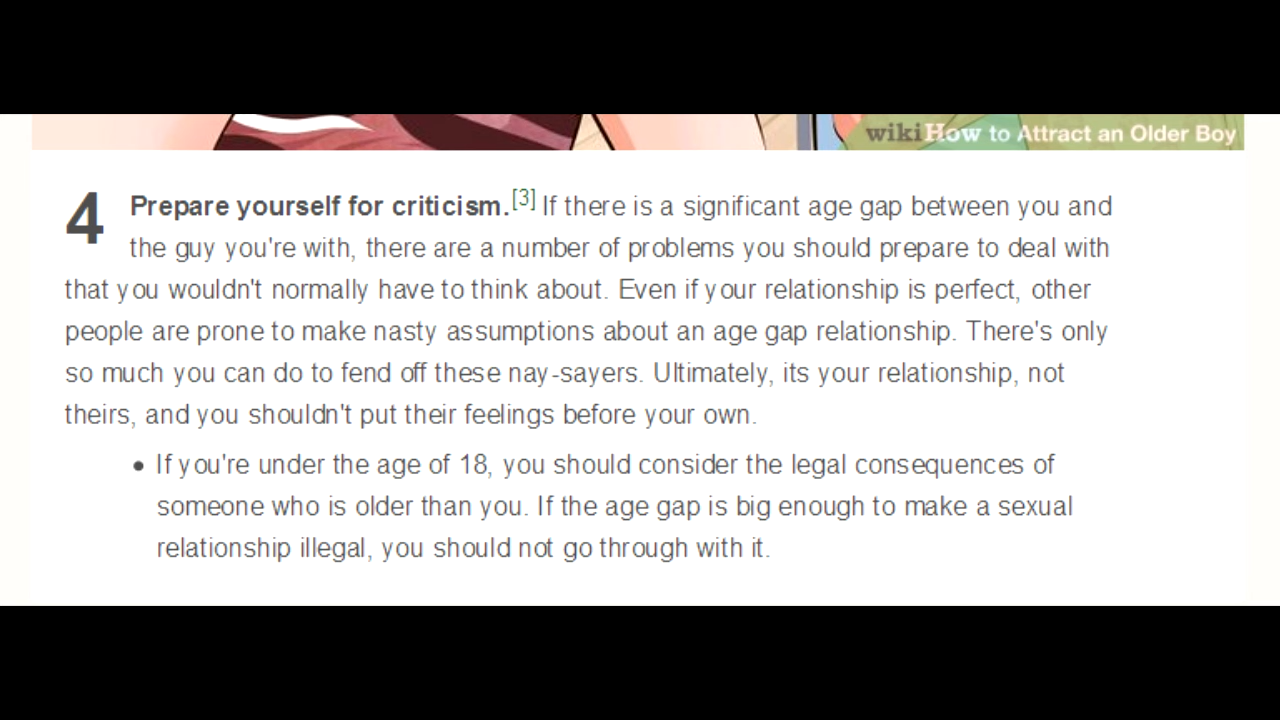 wikiHow to Attract an Older Boy
4 Prepare yourself for criticism.[3] If there is a significant age gap between you and
the guy you're with, there are a number of problems you should prepare to deal with
that you wouldn't normally have to think about. Even if your relationship is perfect, other
people are prone to make nasty assumptions about an age gap relationship. There's only
so much you can do to fend off these nay-sayers. Ultimately, its your relationship, not
theirs, and you shouldn't put their feelings before your own.
• If you're under the age of 18, you should consider the legal consequences of
someone who is older than you. If the age gap is big enough to make a sexual
relationship illegal, you should not go through with it.